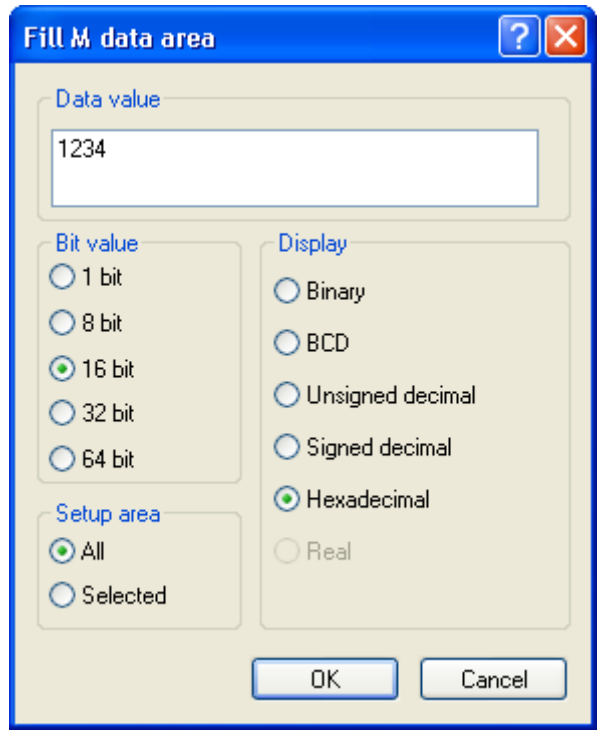 Fill M data area
Data value
1234
Bit value
1 bit
8 bit
16 bit
32 bit
64 bit
Setup area
All
Selected
Display
Binary
BCD
Unsigned decimal
Signed decimal
Hexadecimal
Real
OK
Cancel